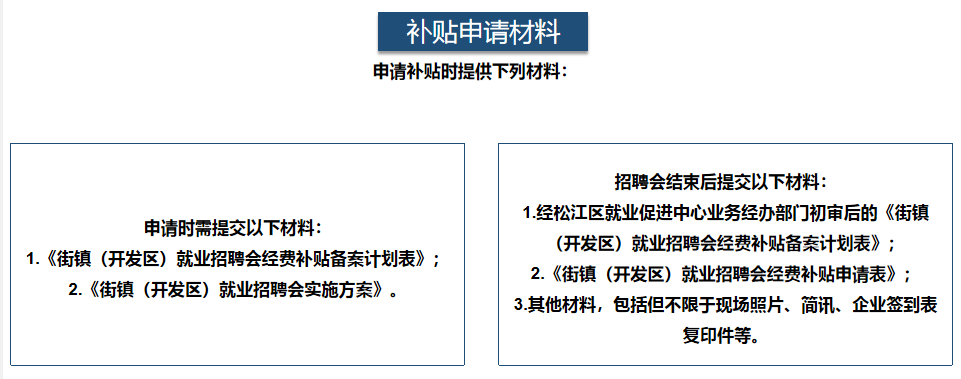 补贴申请材料
申请补贴时提供下列材料：
申请时需提交以下材料：
1.《街镇（开发区）就业招聘会经费补贴备案计划表》；
2.《街镇（开发区）就业招聘会实施方案》。
招聘会结束后提交以下材料：
1.经松江区就业促进中心业务经办部门初审后的《街镇
（开发区）就业招聘会经费补贴备案计划表》；
2.《街镇（开发区）就业招聘会经费补贴申请表》；
3.其他材料，包括但不限于现场照片、简讯、企业签到表
复印件等。